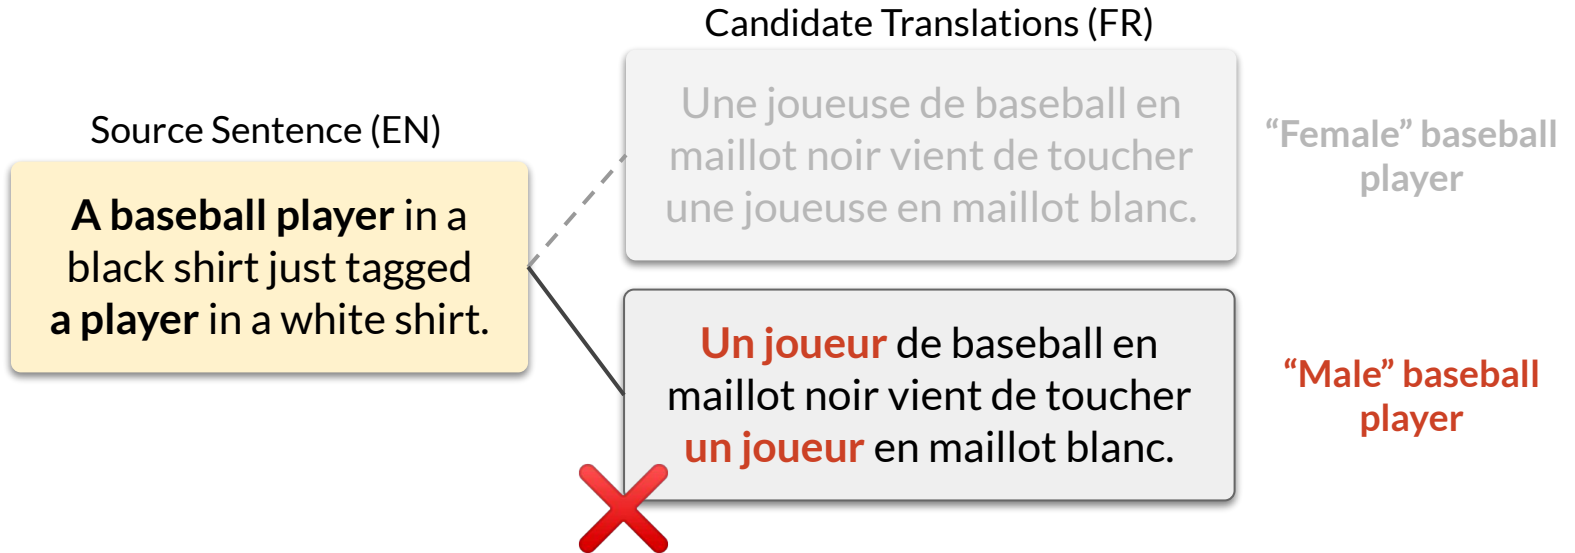 Candidate Translations (FR)
Source Sentence (EN)
A baseball player in a
black shirt just tagged
a player in a white shirt.
Une joueuse de baseball en
maillot noir vient de toucher
une joueuse en maillot blanc.
“Female” baseball
player
Un joueur de baseball en
maillot noir vient de toucher
un joueur en maillot blanc.
“Male” baseball
player